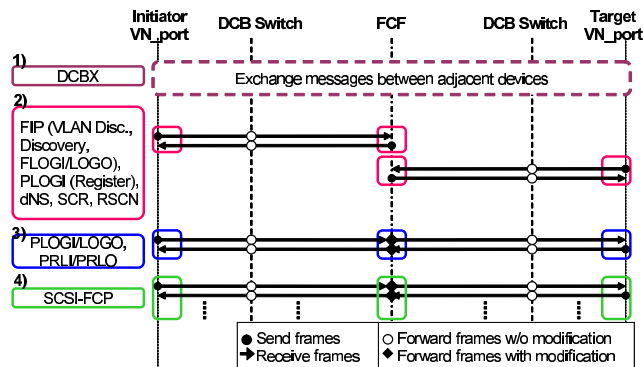 Initiator
VN_port
DCB Switch
FCF
DCB Switch
Target
VN_port
1)
DCBX
Exchange messages between adjacent devices
2)
FIP (VLAN Disc.,
Discovery,
FLOGI/LOGO),
PLOGI (Register),
dNS, SCR, RSCN
3)
PLOGI/LOGO,
PRLI/PRLO
4)
SCSI-FCP
Send frames
Receive frames
Forward frames w/o modification
Forward frames with modification